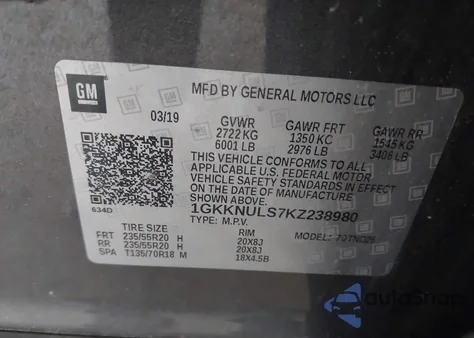 GM
MFD BY GENERAL MOTORS LLC
03/19
GVWR GAWR FRT GAWR RR
2722 KG 1350 KG 1545 KG
6001 LB 2976 LB 3406 LB
THIS VEHICLE CONFORMS TO ALL
APPLICABLE U.S. FEDERAL MOTOR
VEHICLE SAFETY STANDARDS IN EFFECT ON THE
DATE OF MANUFACTURE SHOWN ABOVE.
1GKKNULS7KZ238980
634D
TYPE: M.P.V. MODEL:
TIRE SIZE RIM
FRT 235/55R20 H 20X8J
RR 235/55R20 H 20X8J
SPA T135/70R18 M 18X4.5B
autoSnap